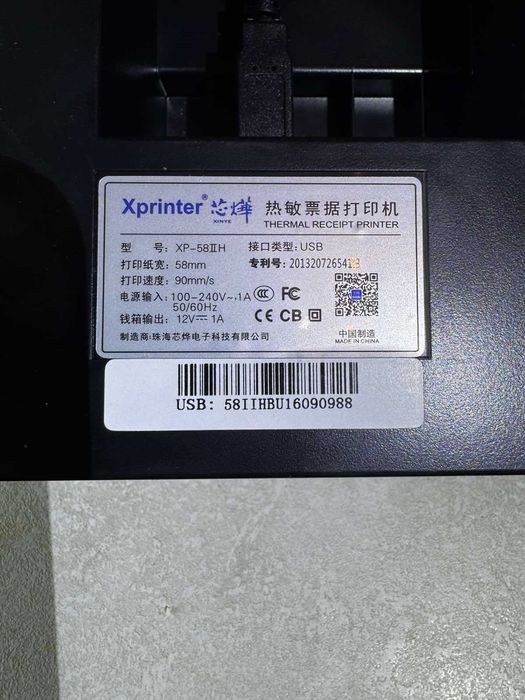 Xprinter® 芯烨 XINYE 热敏票据打印机
THERMAL RECEIPT PRINTER
型 号: XP-58ⅡH 接口类型: USB
打印纸宽: 58mm 专利号: 2013207265413
打印速度: 90mm/s
电源输入: 100-240V~,1A CCC FC
50/60Hz
钱箱输出: 12V⎓1A CE CB
中国制造
制造商: 珠海芯烨电子科技有限公司 MADE IN CHINA
USB: 58IIHBU16090988